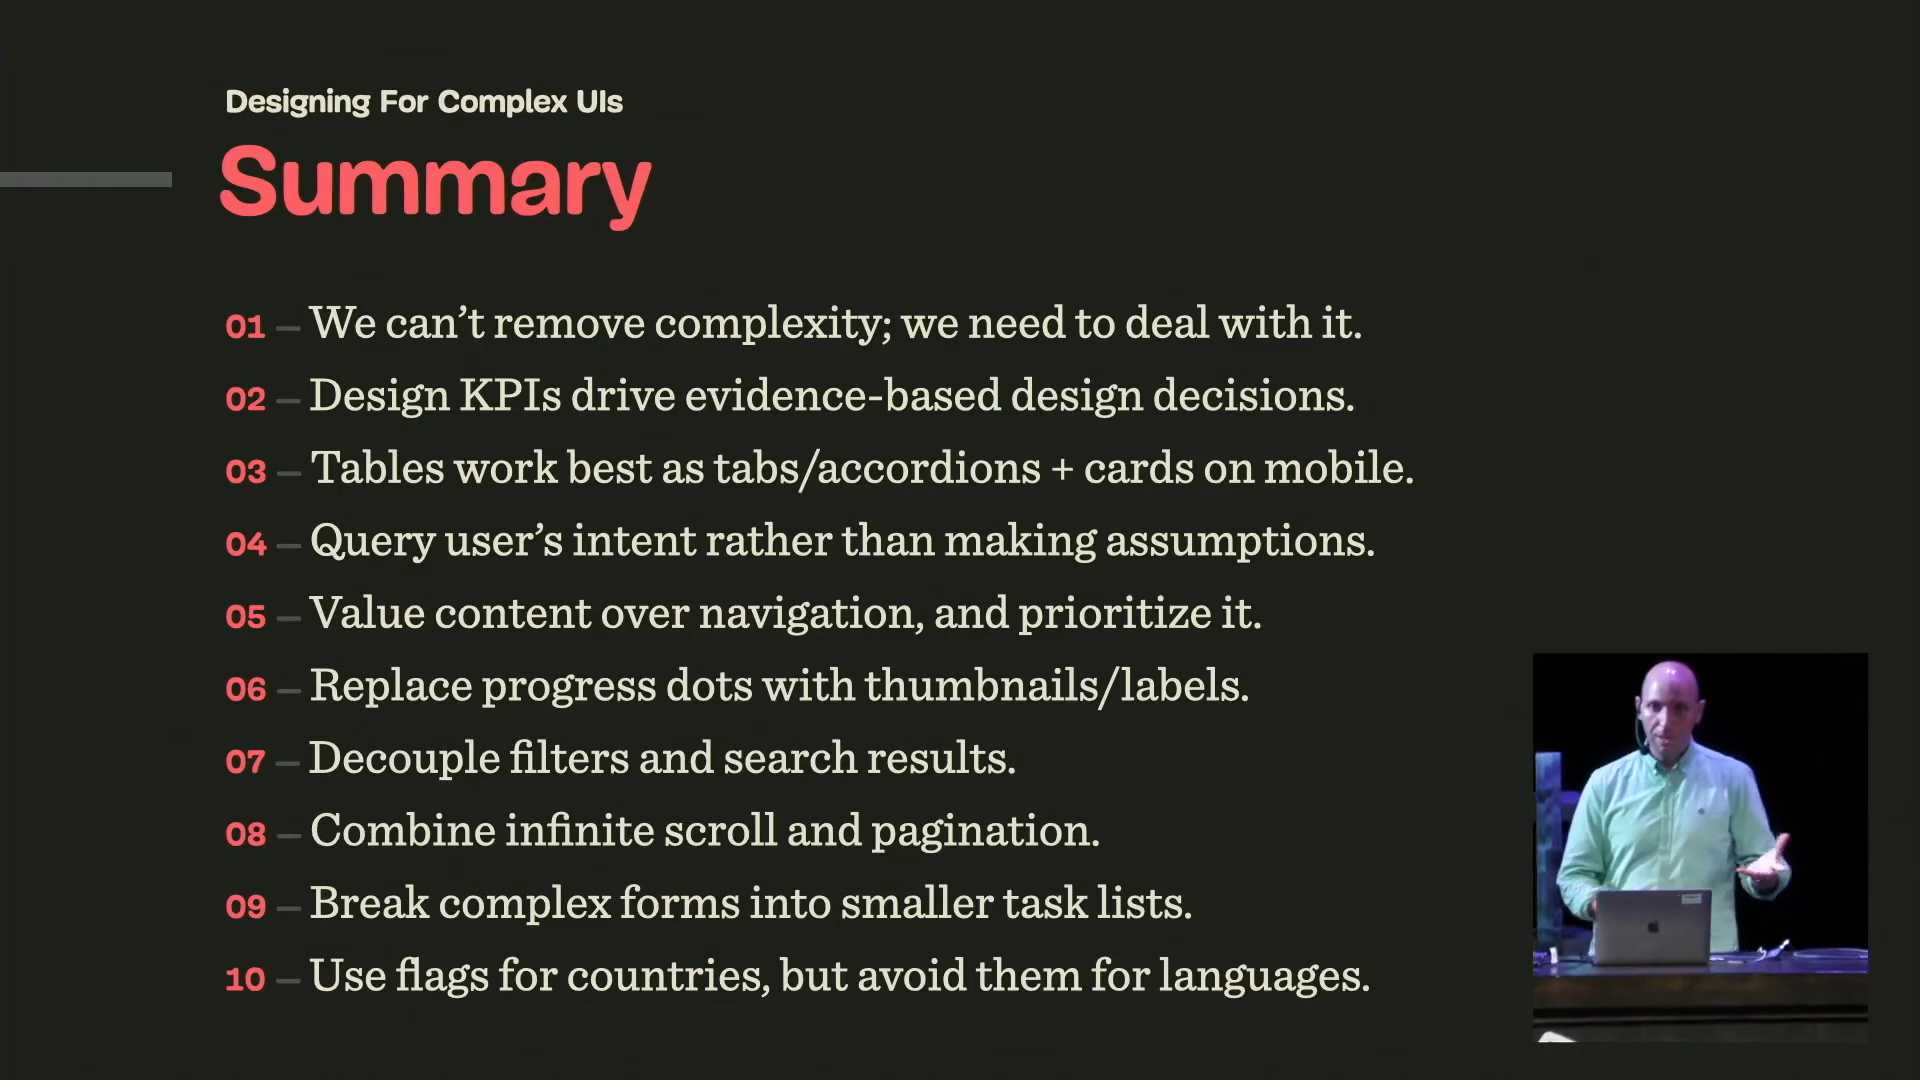 Designing For Complex UIs
Summary
01 — We can’t remove complexity; we need to deal with it.
02 — Design KPIs drive evidence-based design decisions.
03 — Tables work best as tabs/accordions + cards on mobile.
04 — Query user’s intent rather than making assumptions.
05 — Value content over navigation, and prioritize it.
06 — Replace progress dots with thumbnails/labels.
07 — Decouple filters and search results.
08 — Combine infinite scroll and pagination.
09 — Break complex forms into smaller task lists.
10 — Use flags for countries, but avoid them for languages.